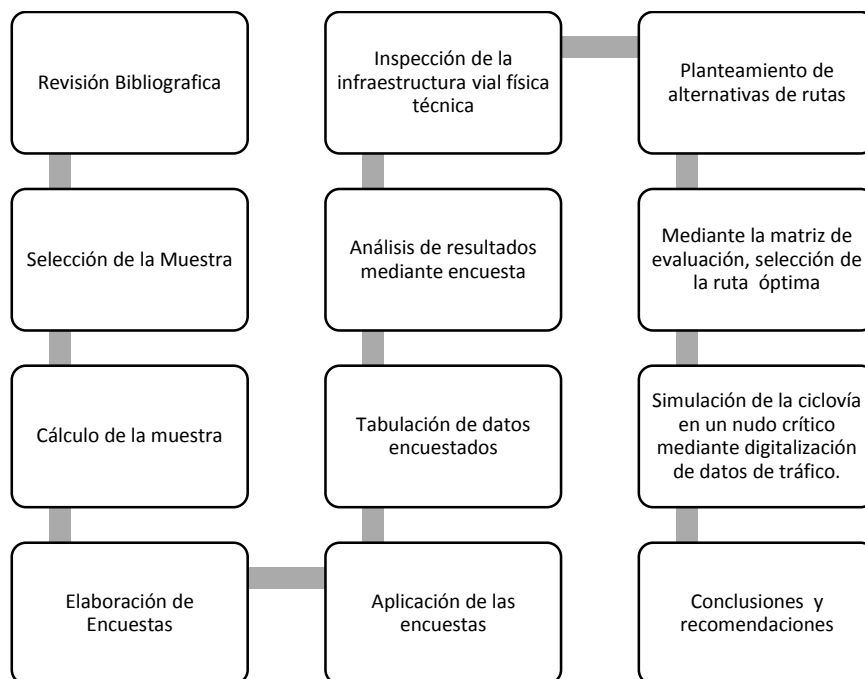 Revisión Bibliografica
Selección de la Muestra
Cálculo de la muestra
Elaboración de
Encuestas
Aplicación de las
encuestas
Tabulación de datos
encuestados
Análisis de resultados
mediante encuesta
Inspección de la
infraestructura vial física
técnica
Planteamiento de
alternativas de rutas
Mediante la matriz de
evaluación, selección de
la ruta óptima
Simulación de la ciclovía
en un nudo crítico
mediante digitalización
de datos de tráfico.
Conclusiones y
recomendaciones